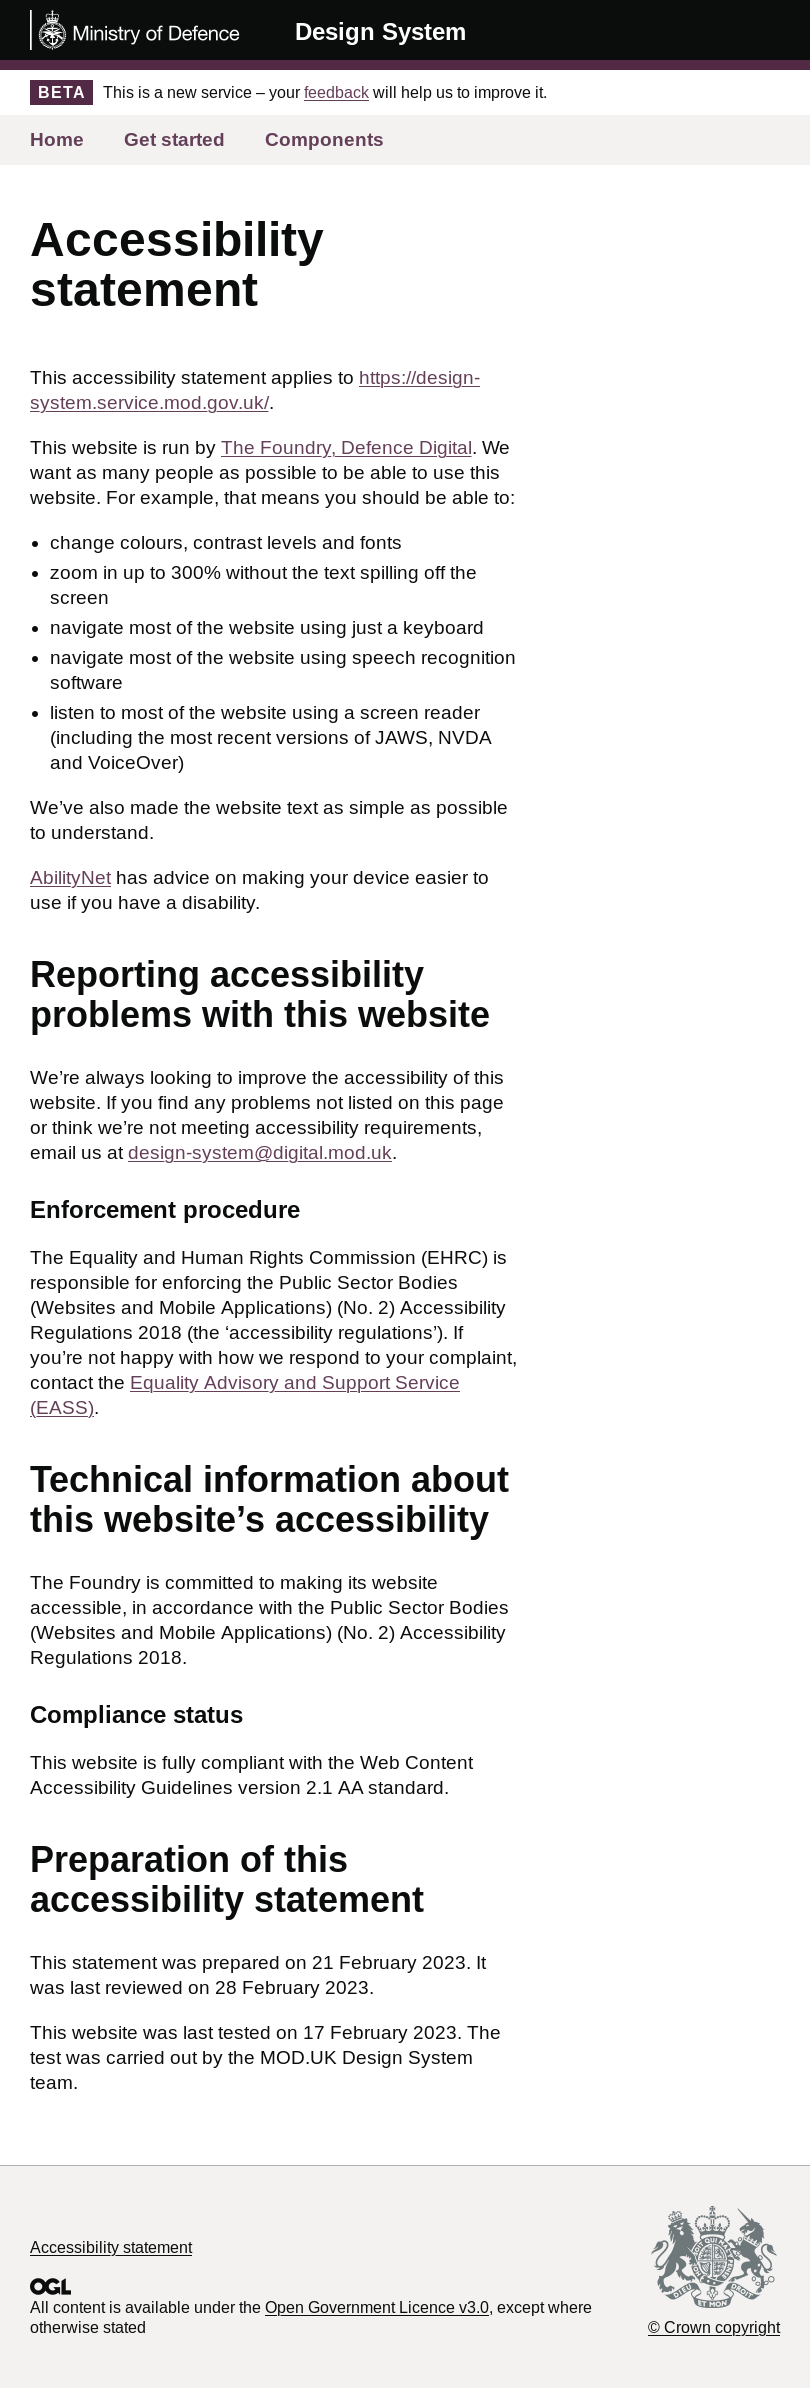 Ministry of Defence
Design System
BETA This is a new service – your feedback will help us to improve it.
Home Get started Components
Accessibility
statement
This accessibility statement applies to https://design-
system.service.mod.gov.uk/.
This website is run by The Foundry, Defence Digital. We
want as many people as possible to be able to use this
website. For example, that means you should be able to:
• change colours, contrast levels and fonts
• zoom in up to 300% without the text spilling off the
screen
• navigate most of the website using just a keyboard
• navigate most of the website using speech recognition
software
• listen to most of the website using a screen reader
(including the most recent versions of JAWS, NVDA
and VoiceOver)
We’ve also made the website text as simple as possible
to understand.
AbilityNet has advice on making your device easier to
use if you have a disability.
Reporting accessibility
problems with this website
We’re always looking to improve the accessibility of this
website. If you find any problems not listed on this page
or think we’re not meeting accessibility requirements,
email us at design-system@digital.mod.uk.
Enforcement procedure
The Equality and Human Rights Commission (EHRC) is
responsible for enforcing the Public Sector Bodies
(Websites and Mobile Applications) (No. 2) Accessibility
Regulations 2018 (the ‘accessibility regulations’). If
you’re not happy with how we respond to your complaint,
contact the Equality Advisory and Support Service
(EASS).
Technical information about
this website’s accessibility
The Foundry is committed to making its website
accessible, in accordance with the Public Sector Bodies
(Websites and Mobile Applications) (No. 2) Accessibility
Regulations 2018.
Compliance status
This website is fully compliant with the Web Content
Accessibility Guidelines version 2.1 AA standard.
Preparation of this
accessibility statement
This statement was prepared on 21 February 2023. It
was last reviewed on 28 February 2023.
This website was last tested on 17 February 2023. The
test was carried out by the MOD.UK Design System
team.
Accessibility statement
OGL
All content is available under the Open Government Licence v3.0, except where
otherwise stated
DIEU ET MON DROIT
© Crown copyright